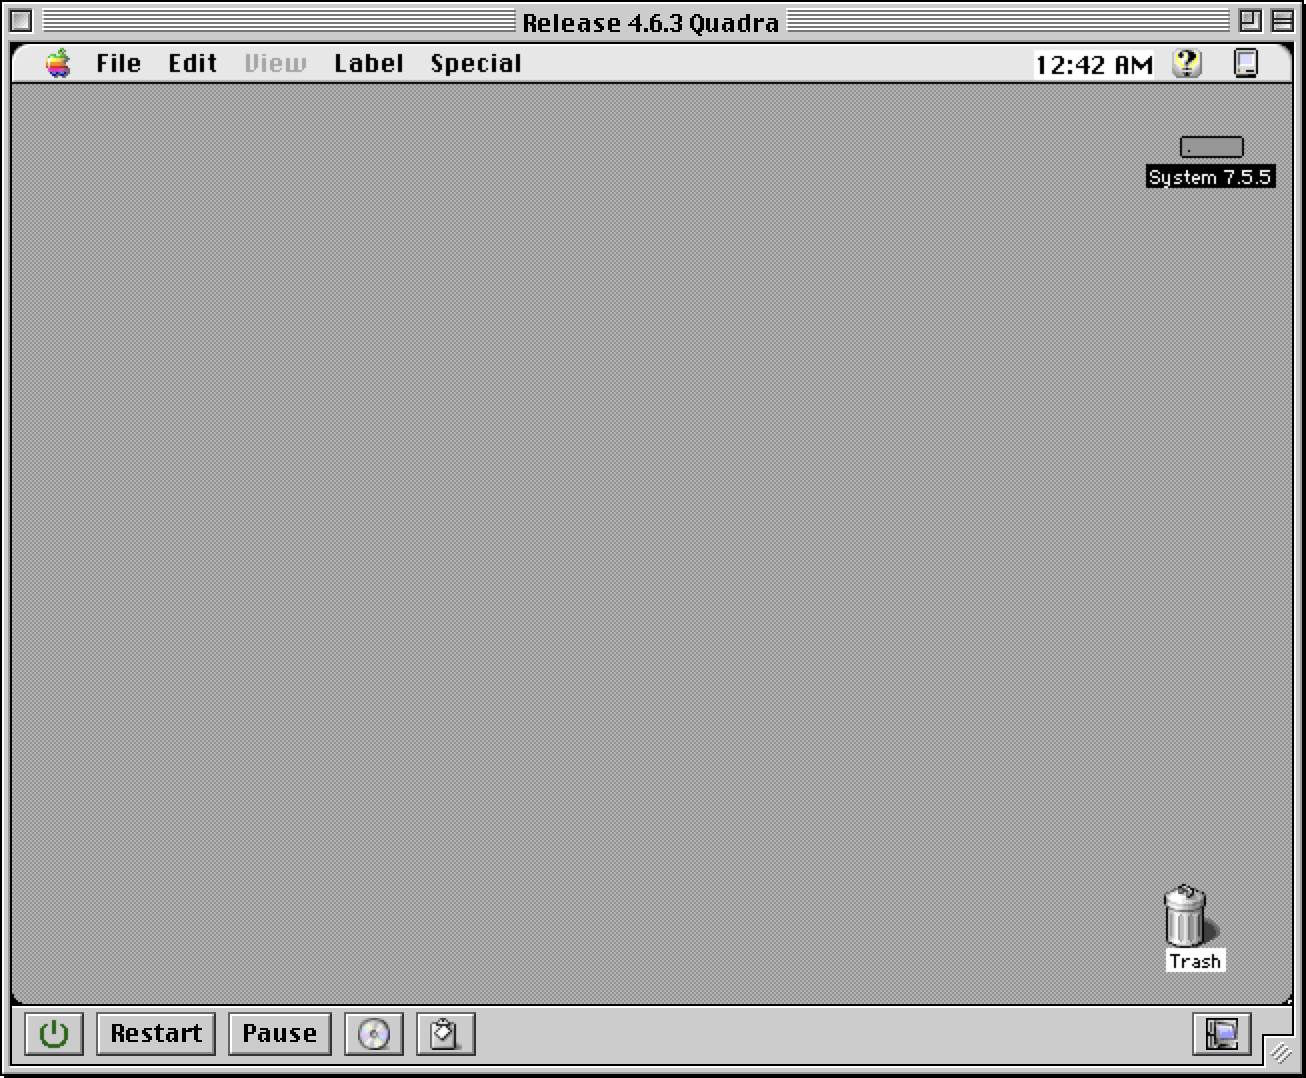 Release 4.6.3 Quadra
File Edit View Label Special 12:42 AM
System 7.5.5
Trash
Restart Pause